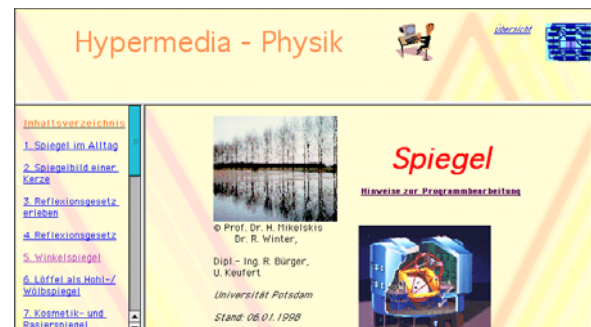 Hypermedia - Physik
übersicht
Inhaltsverzeichnis
1. Spiegel im Alltag
2. Spiegelbild einer
Kerze
3. Reflexionsgesetz
erleben
4. Reflexionsgesetz
5. Winkelspiegel
6. Löffel als Hohl-/
Wölbspiegel
7. Kosmetik- und
Rasierspiegel
Spiegel
Hinweise zur Programmbearbeitung
© Prof. Dr. H. Mikelskis
Dr. R. Winter,
Dipl.- Ing. R. Bürger,
U. Keufert
Universität Potsdam
Stand: 06.01.1998